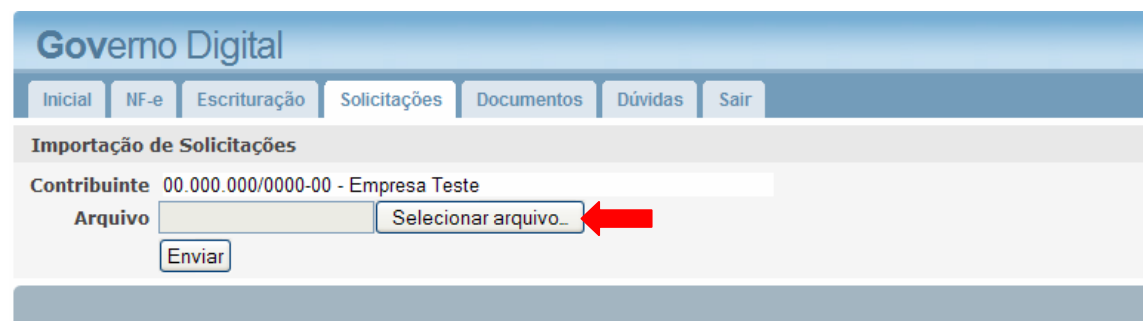 Governo Digital
Inicial NF-e Escrituração Solicitações Documentos Dúvidas Sair
Importação de Solicitações
Contribuinte 00.000.000/0000-00 - Empresa Teste
Arquivo Selecionar arquivo...
Enviar